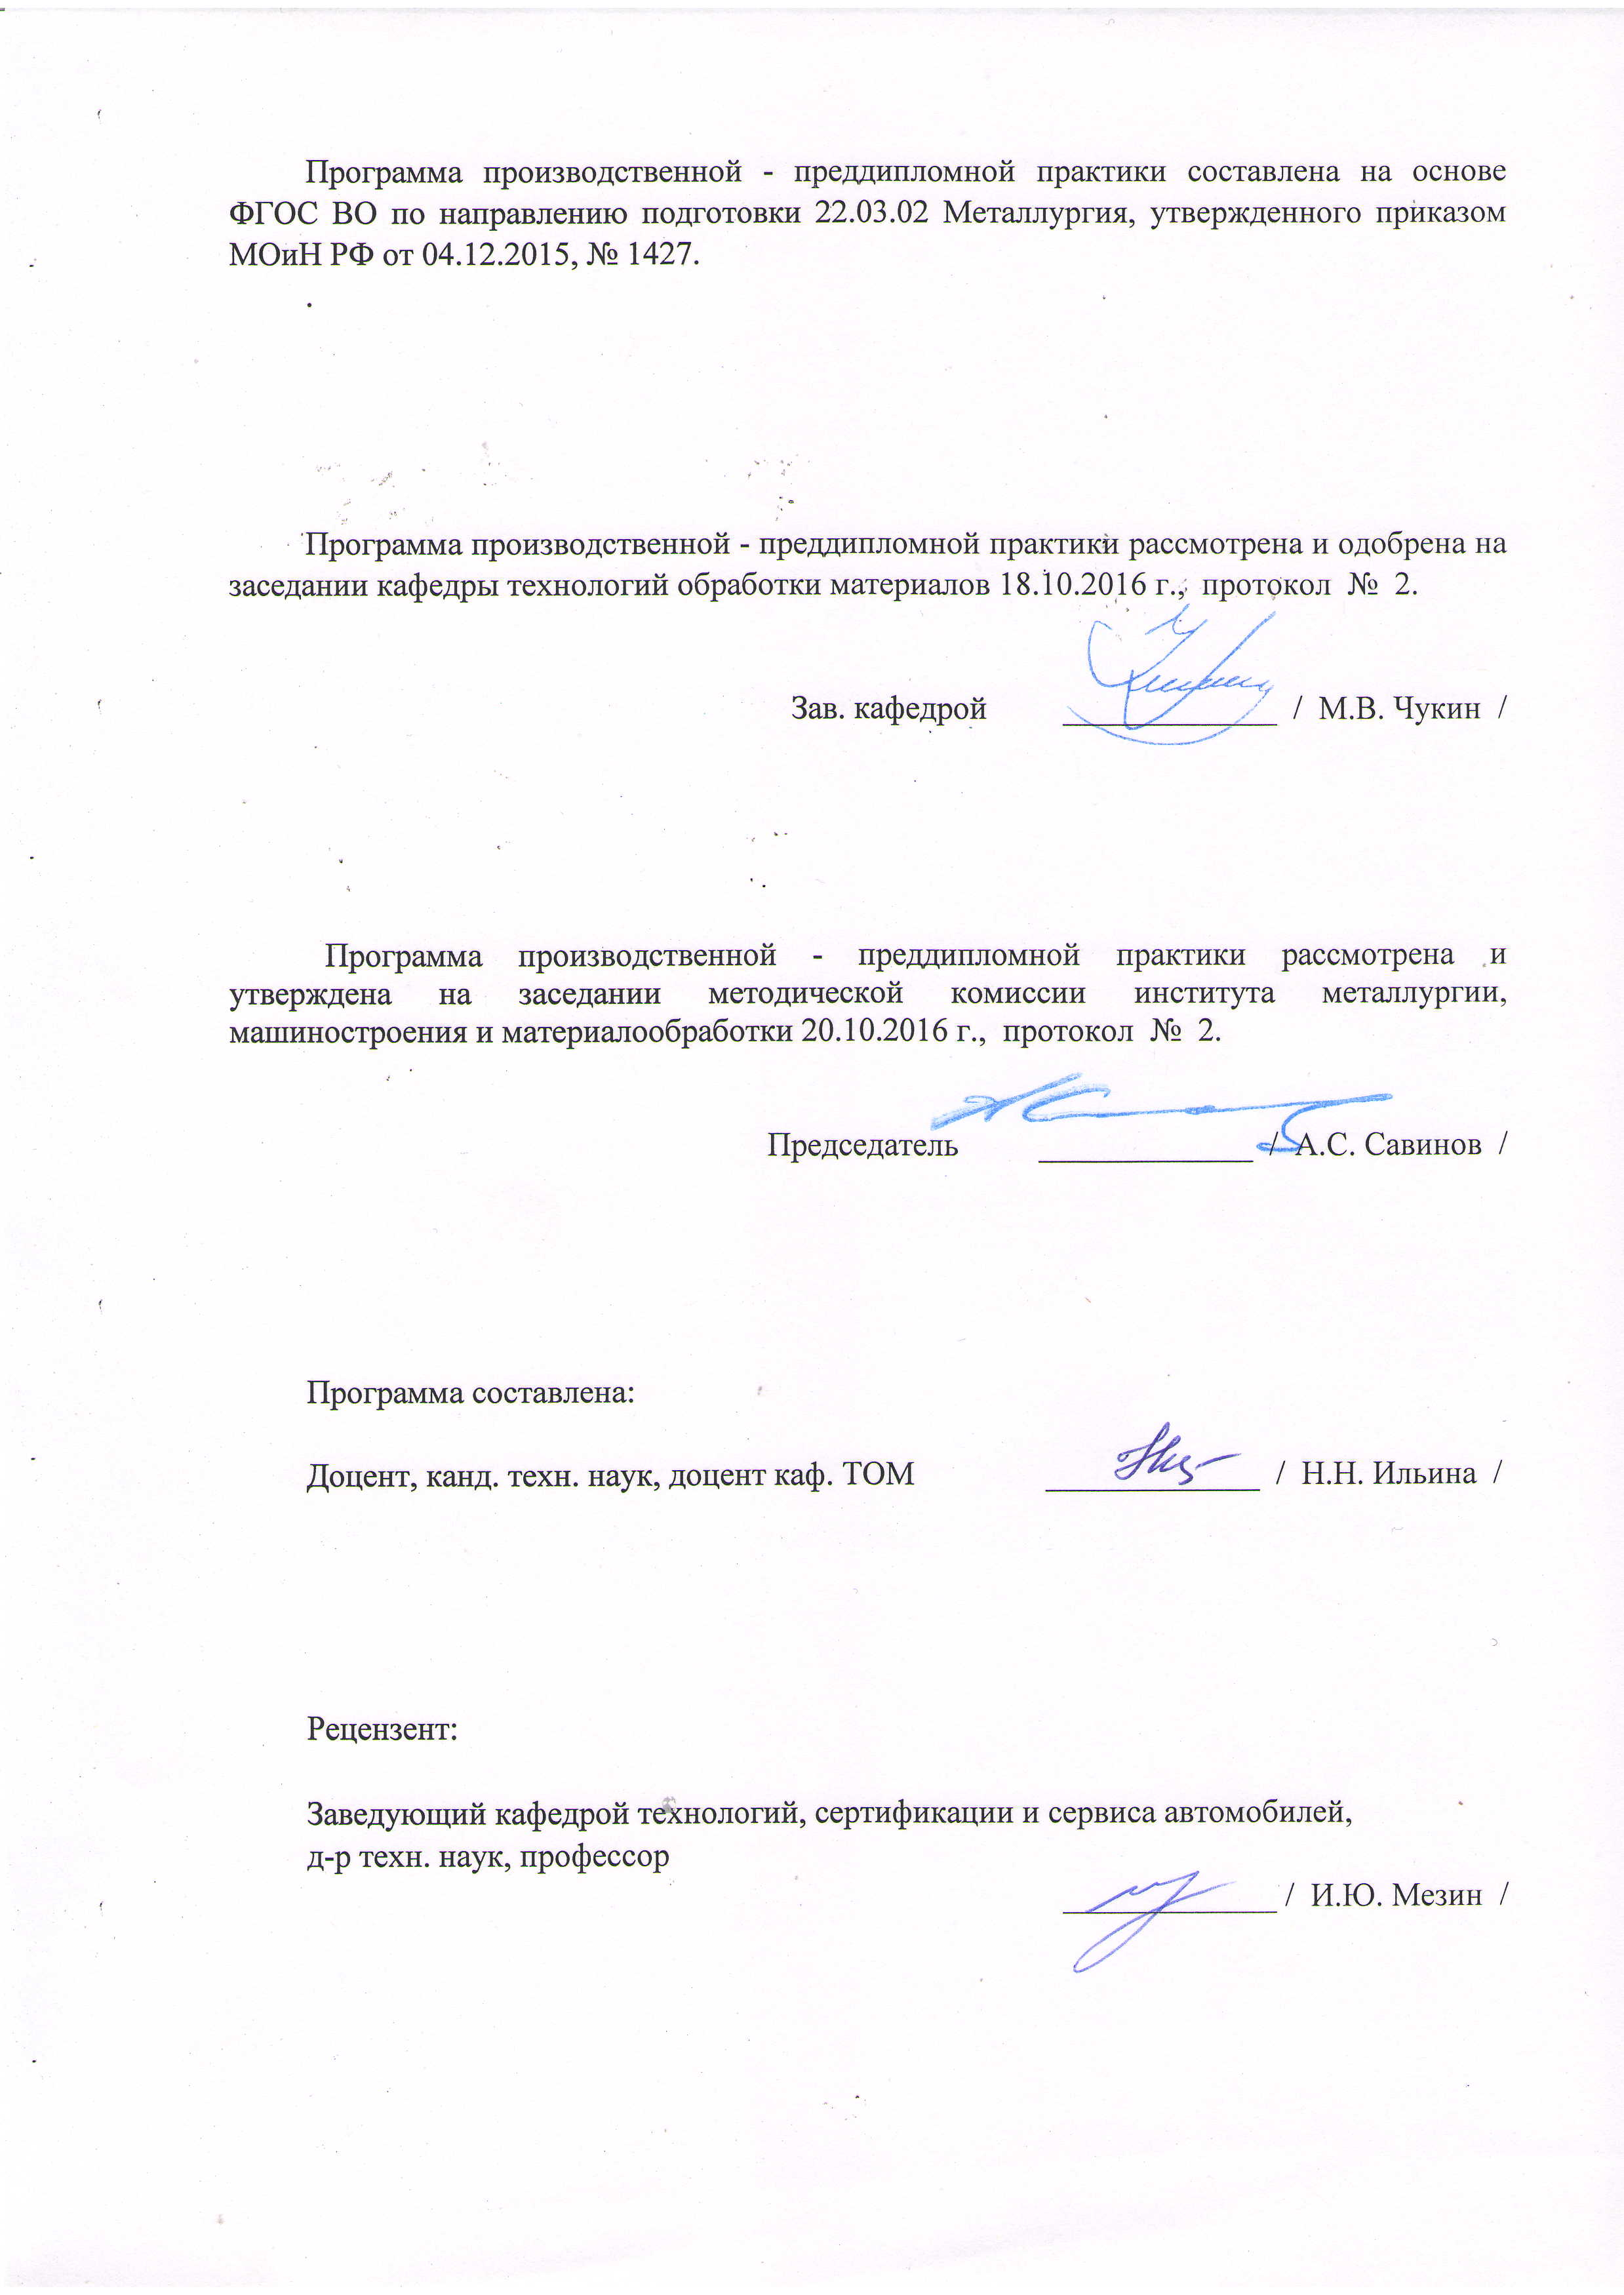 Программа производственной - преддипломной практики составлена на основе
ФГОС ВО по направлению подготовки 22.03.02 Металлургия, утвержденного приказом
МОиН РФ от 04.12.2015, № 1427.
Программа производственной - преддипломной практики рассмотрена и одобрена на
заседании кафедры технологий обработки материалов 18.10.2016 г., протокол № 2.
Зав. кафедрой ____________ / М.В. Чукин /
Программа производственной - преддипломной практики рассмотрена и
утверждена на заседании методической комиссии института металлургии,
машиностроения и материалообработки 20.10.2016 г., протокол № 2.
Председатель ____________ / А.С. Савинов /
Программа составлена:
Доцент, канд. техн. наук, доцент каф. ТОМ ____________ / Н.Н. Ильина /
Рецензент:
Заведующий кафедрой технологий, сертификации и сервиса автомобилей,
д-р техн. наук, профессор
____________ / И.Ю. Мезин /